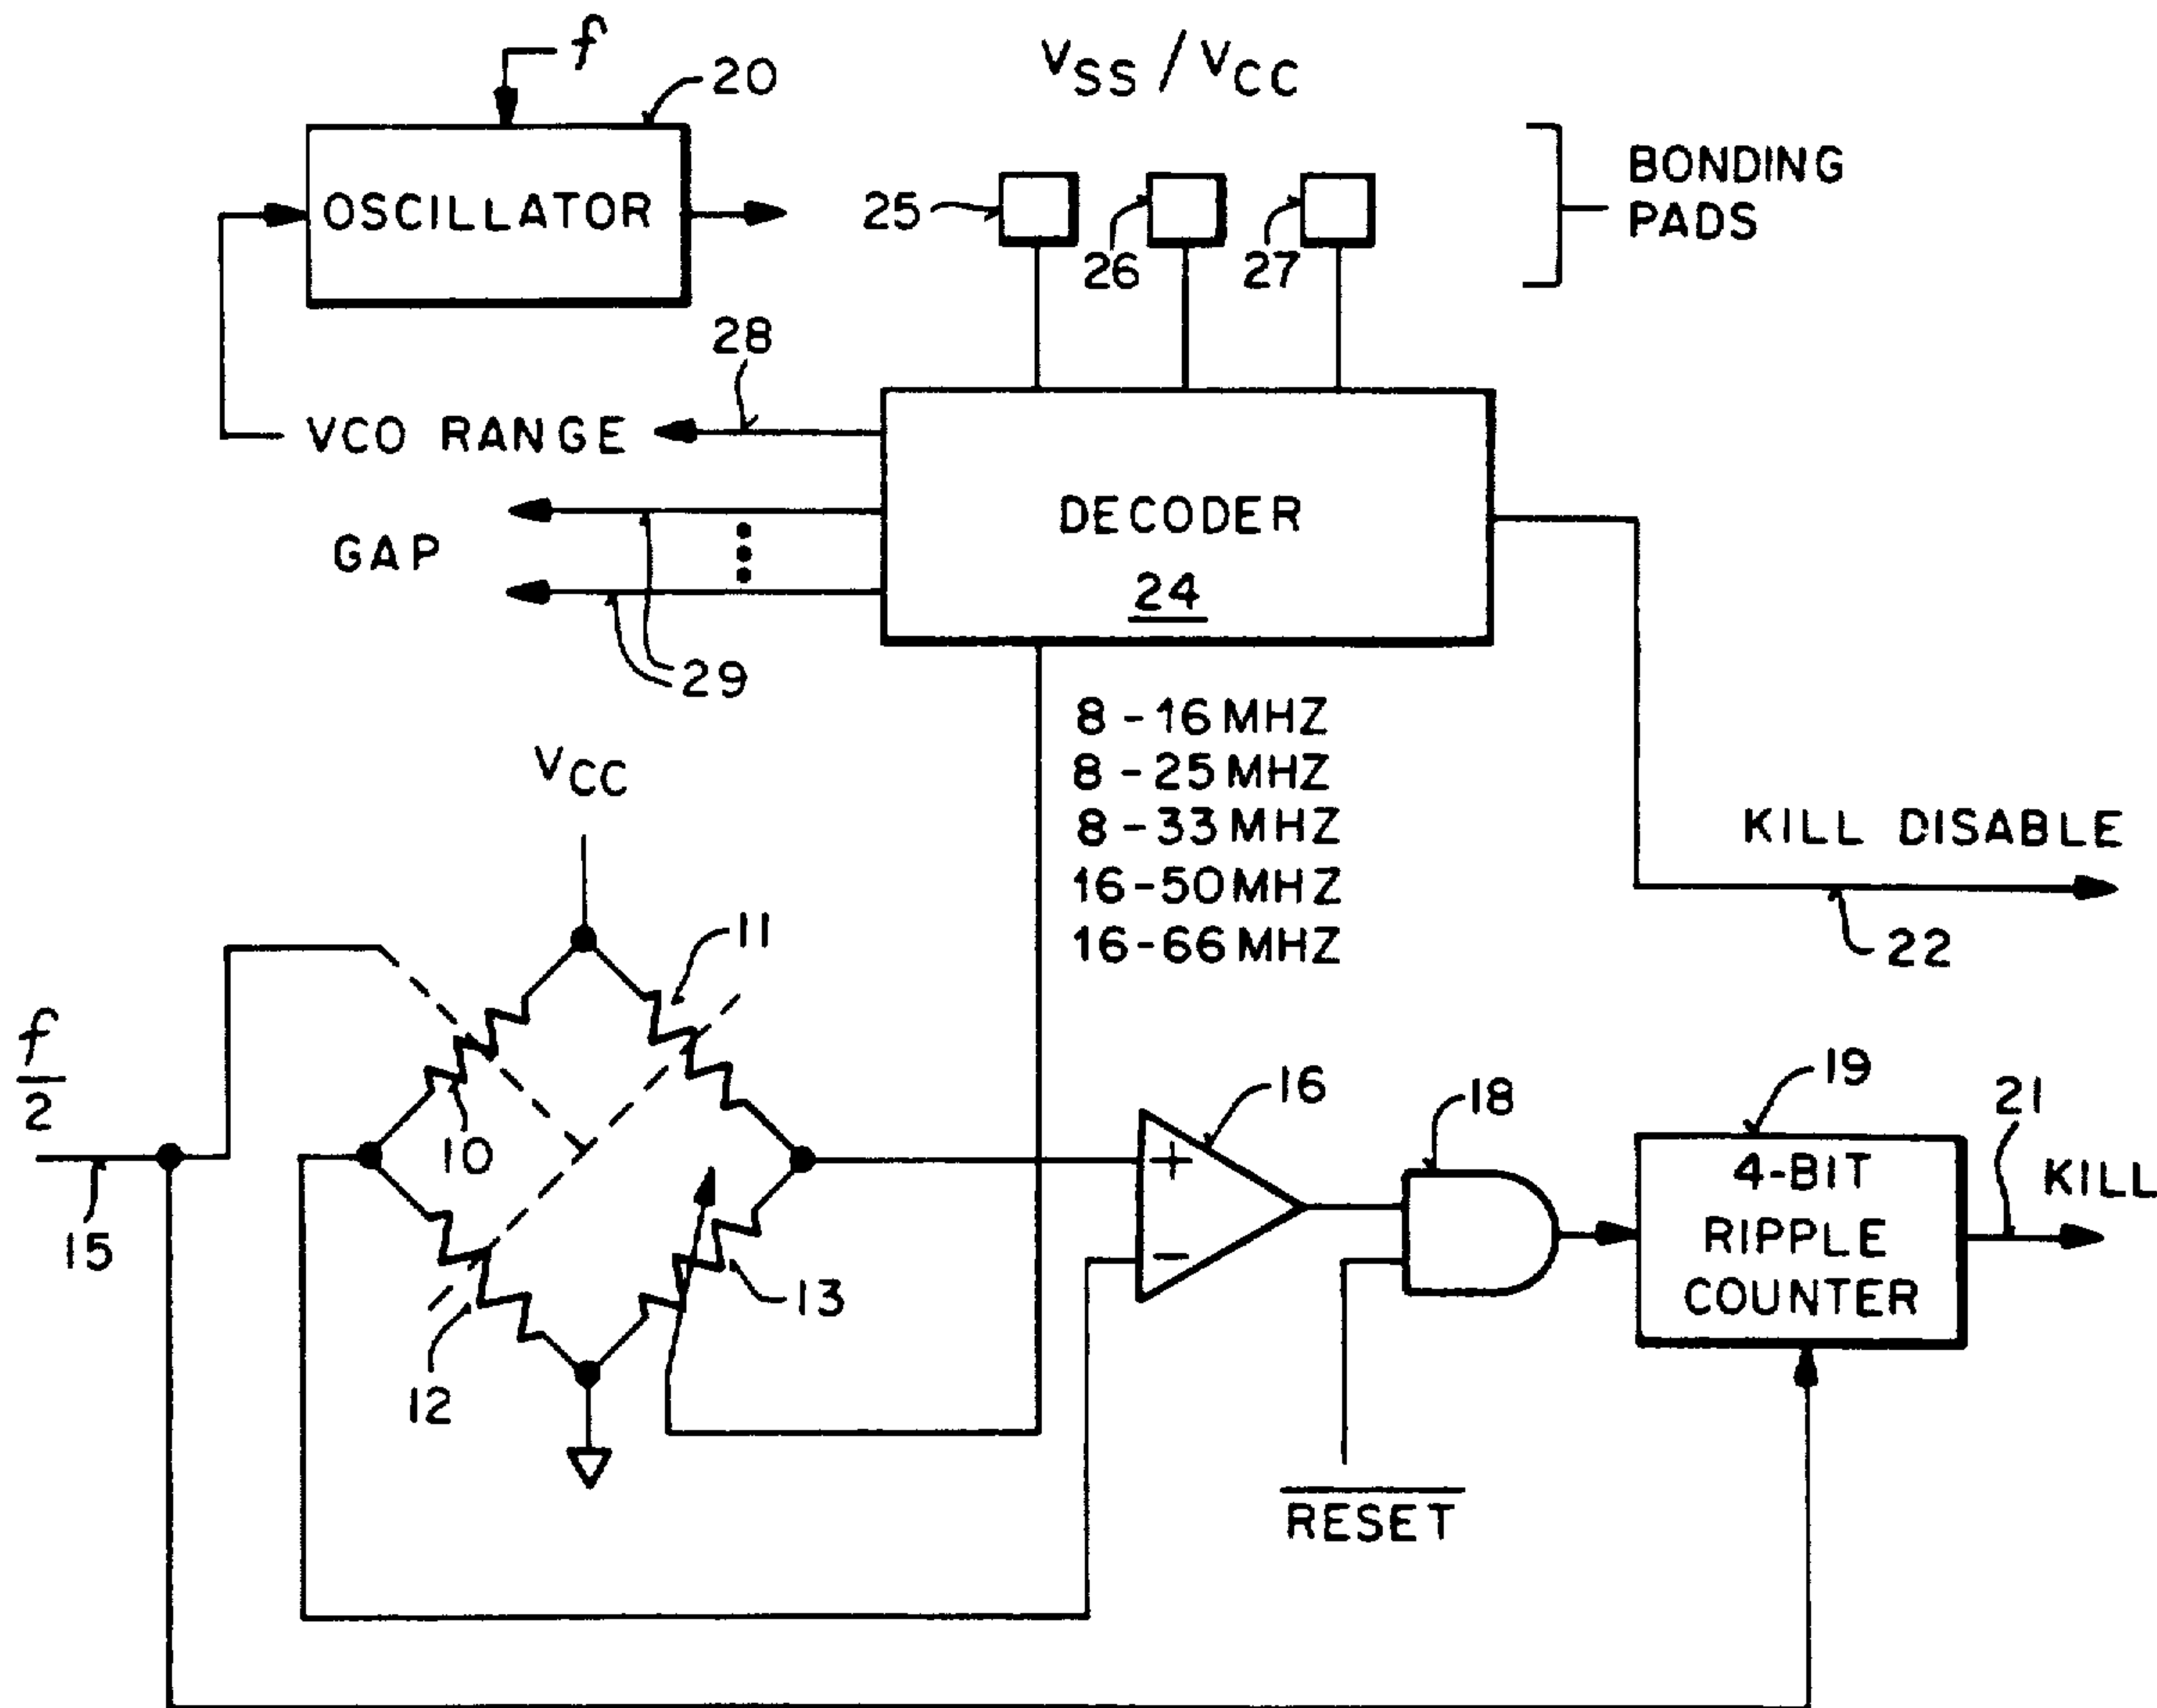 f
20
VSS / VCC
OSCILLATOR
25
26
27
BONDING
PADS
28
VCO RANGE
DECODER
24
GAP
29
8 - 16 MHZ
8 - 25 MHZ
8 - 33 MHZ
16 - 50 MHZ
16 - 66 MHZ
KILL DISABLE
22
VCC
11
f
2
15
10
12
13
16
18
19
21
4-BIT
RIPPLE
COUNTER
KILL
RESET